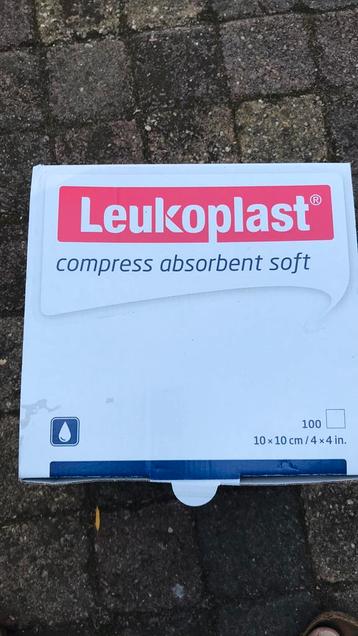 Leukoplast®
compress absorbent soft
100
10 x 10 cm / 4 x 4 in.